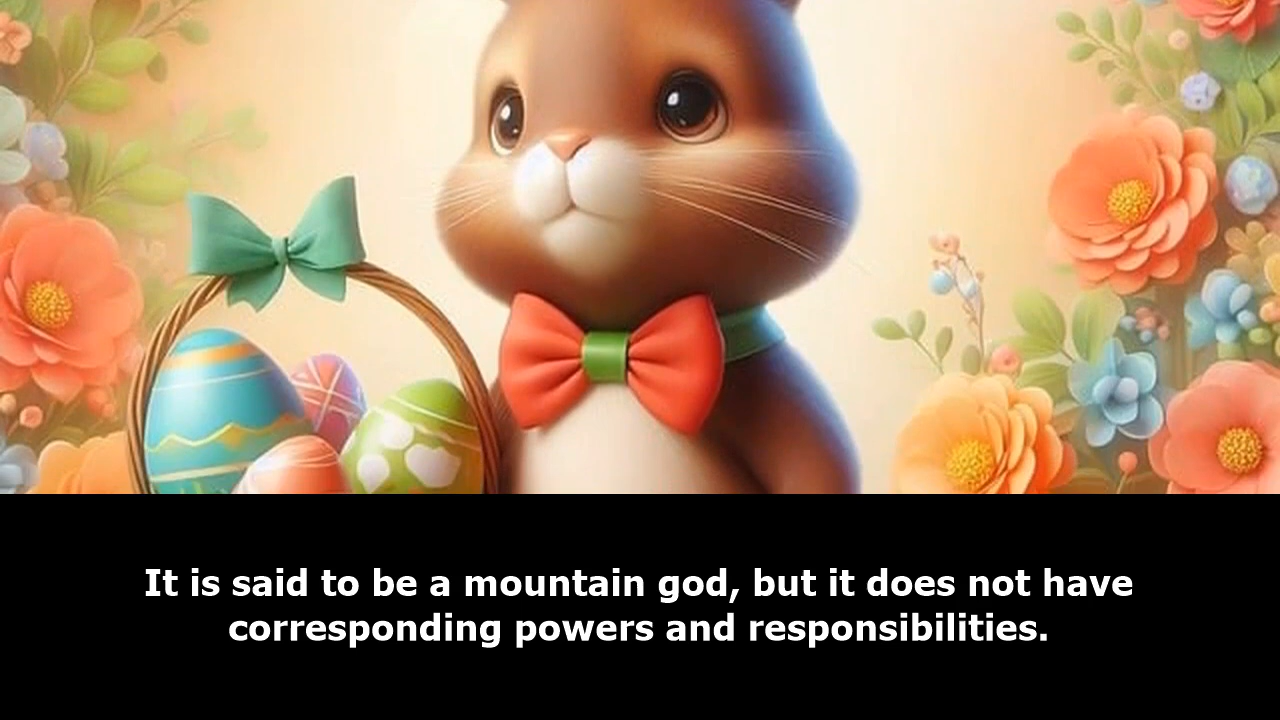 It is said to be a mountain god, but it does not have
corresponding powers and responsibilities.